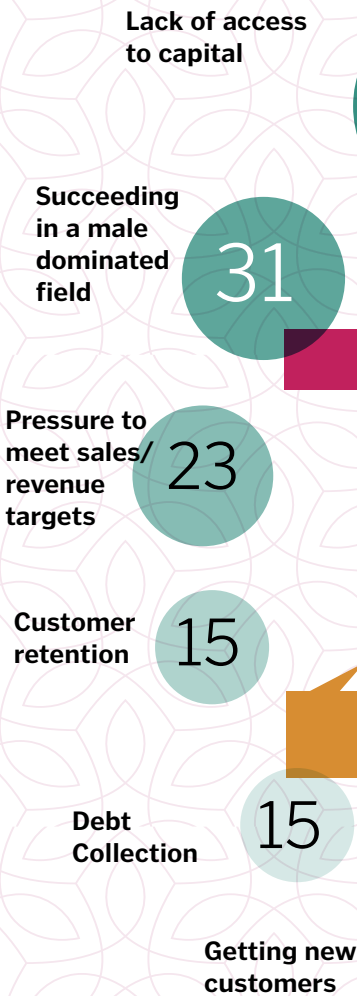 Lack of access
to capital
Succeeding
in a male
dominated
field
31
Pressure to
meet sales/
revenue
targets
23
Customer
retention
15
Debt
Collection
15
Getting new
customers